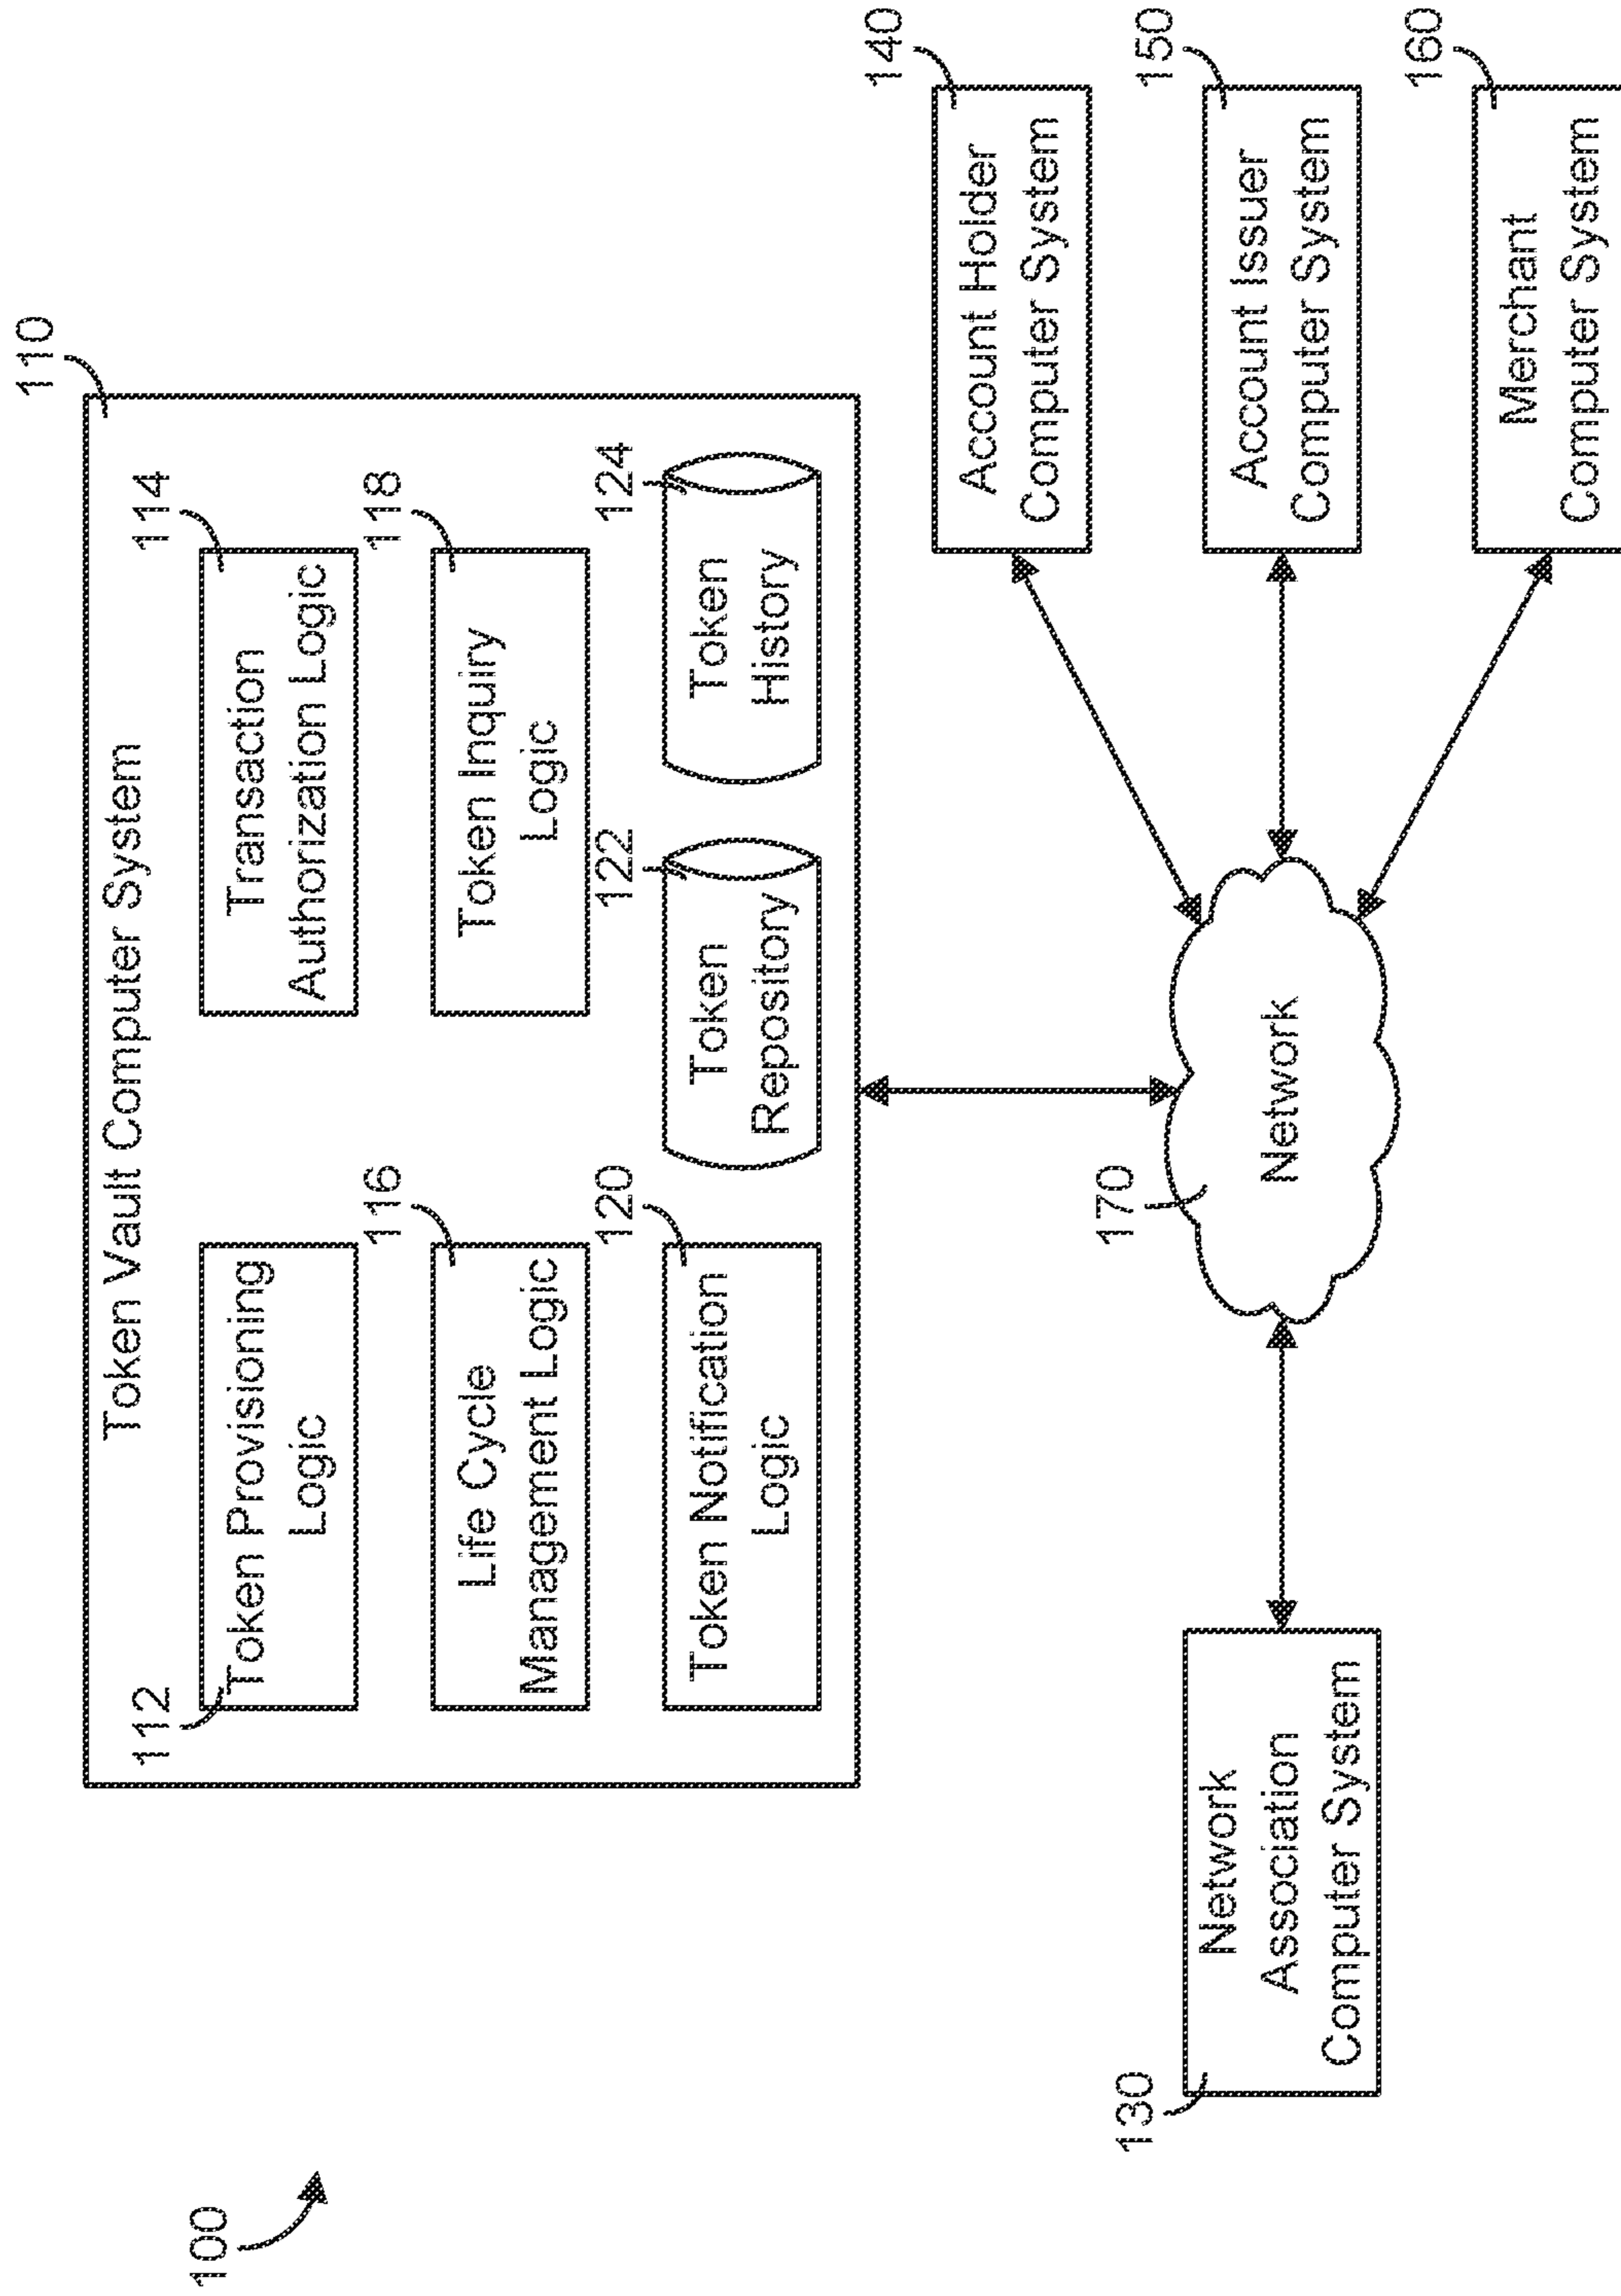 100
110
Token Vault Computer System
112
Token Provisioning
Logic
114
Transaction
Authorization Logic
116
Life Cycle
Management Logic
118
Token Inquiry
Logic
120
Token Notification
Logic
122
Token
Repository
124
Token
History
130
Network
Association
Computer System
170
Network
140
Account Holder
Computer System
150
Account Issuer
Computer System
160
Merchant
Computer System